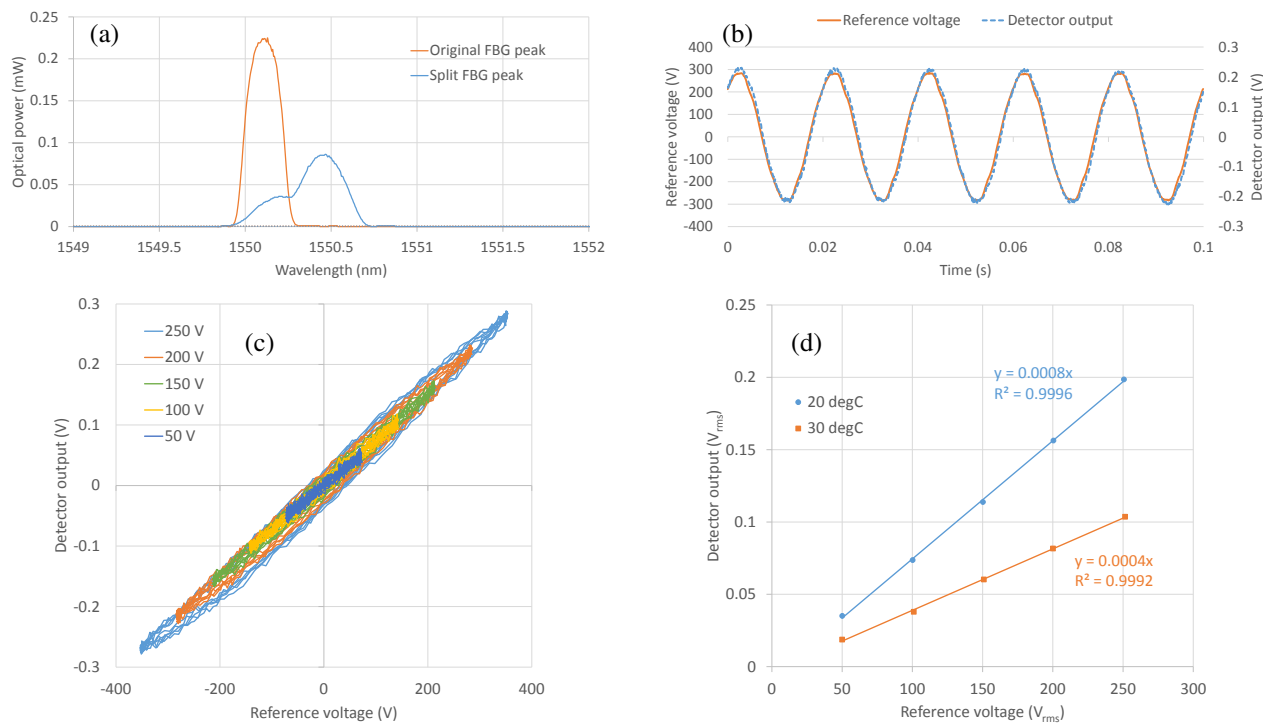 (a)
Original FBG peak
Split FBG peak
Optical power (mW)
0.25
0.2
0.15
0.1
0.05
0
1549
1549.5
1550
1550.5
1551
1551.5
1552
Wavelength (nm)
(b)
Reference voltage
Detector output
Reference voltage (V)
400
300
200
100
0
-100
-200
-300
-400
0.3
0.2
0.1
0
-0.1
-0.2
-0.3
Detector output (V)
0
0.02
0.04
0.06
0.08
0.1
Time (s)
(c)
250 V
200 V
150 V
100 V
50 V
Detector output (V)
0.3
0.2
0.1
0
-0.1
-0.2
-0.3
-400
-200
0
200
400
Reference voltage (V)
(d)
20 degC
30 degC
y = 0.0008x
R² = 0.9996
y = 0.0004x
R² = 0.9992
Detector output (Vrms)
0.25
0.2
0.15
0.1
0.05
0
0
50
100
150
200
250
300
Reference voltage (Vrms)